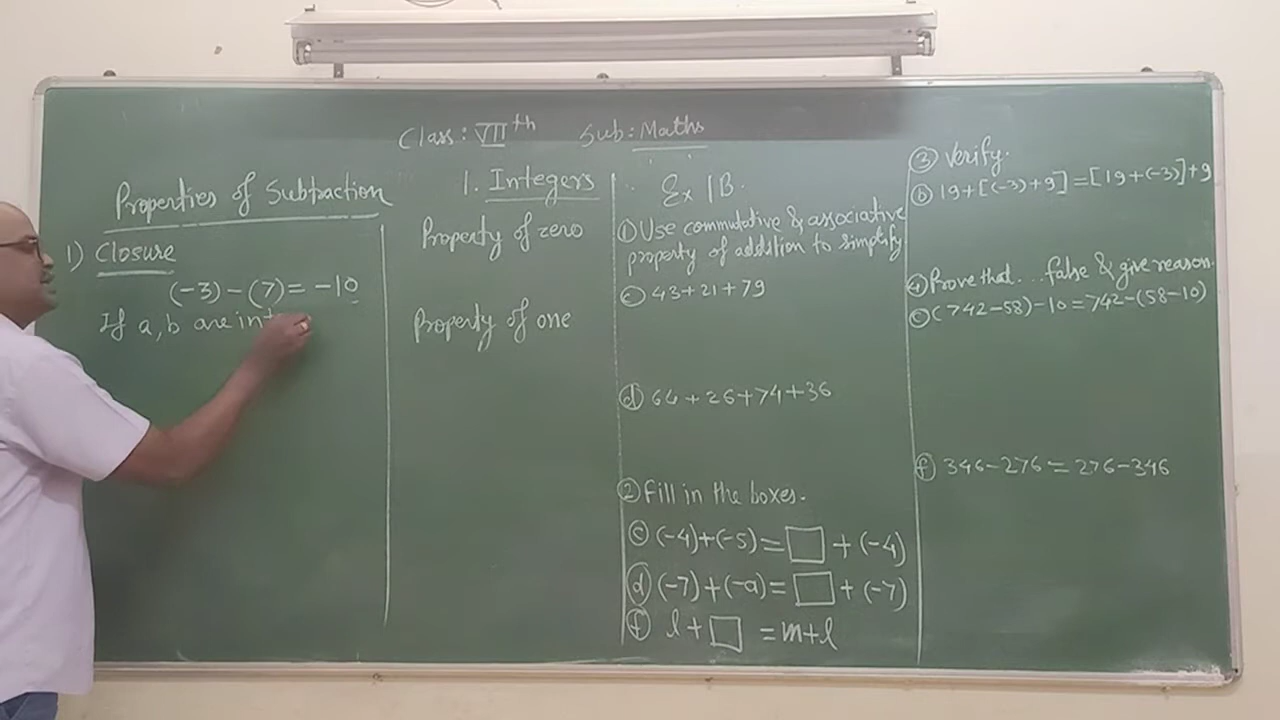 Class: VIIth Sub: Maths
1. Integers
Properties of Subtraction
1) Closure
(-3) - (7) = -10
If a, b are int
Property of zero
Property of one
Ex 1B.
① Use commutative & associative
property of addition to simplify
ⓒ 43+21+79
ⓓ 64+26+74+36
② Fill in the boxes.
ⓒ (-4)+(-5)=□+(-4)
ⓓ (-7)+(-a)=□+(-7)
ⓕ l+□=m+l
③ Verify.
ⓑ 19+[(-3)+9]=[19+(-3)]+9
④ Prove that... false & give reason.
ⓒ (742-58)-10=742-(58-10)
ⓕ 346-276=276-346